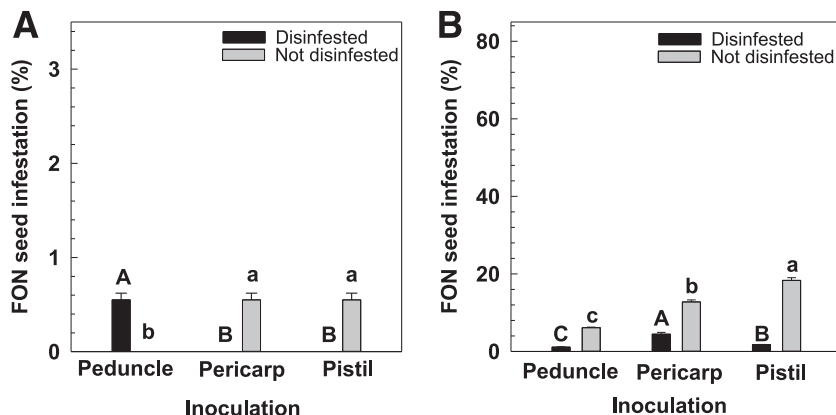 A
Disinfested
Not disinfested
FON seed infestation (%)
3
2
1
0
A
b
B
a
B
a
Peduncle Pericarp Pistil
Inoculation
B
Disinfested
Not disinfested
FON seed infestation (%)
80
60
40
20
0
C
c
A
b
B
a
Peduncle Pericarp Pistil
Inoculation